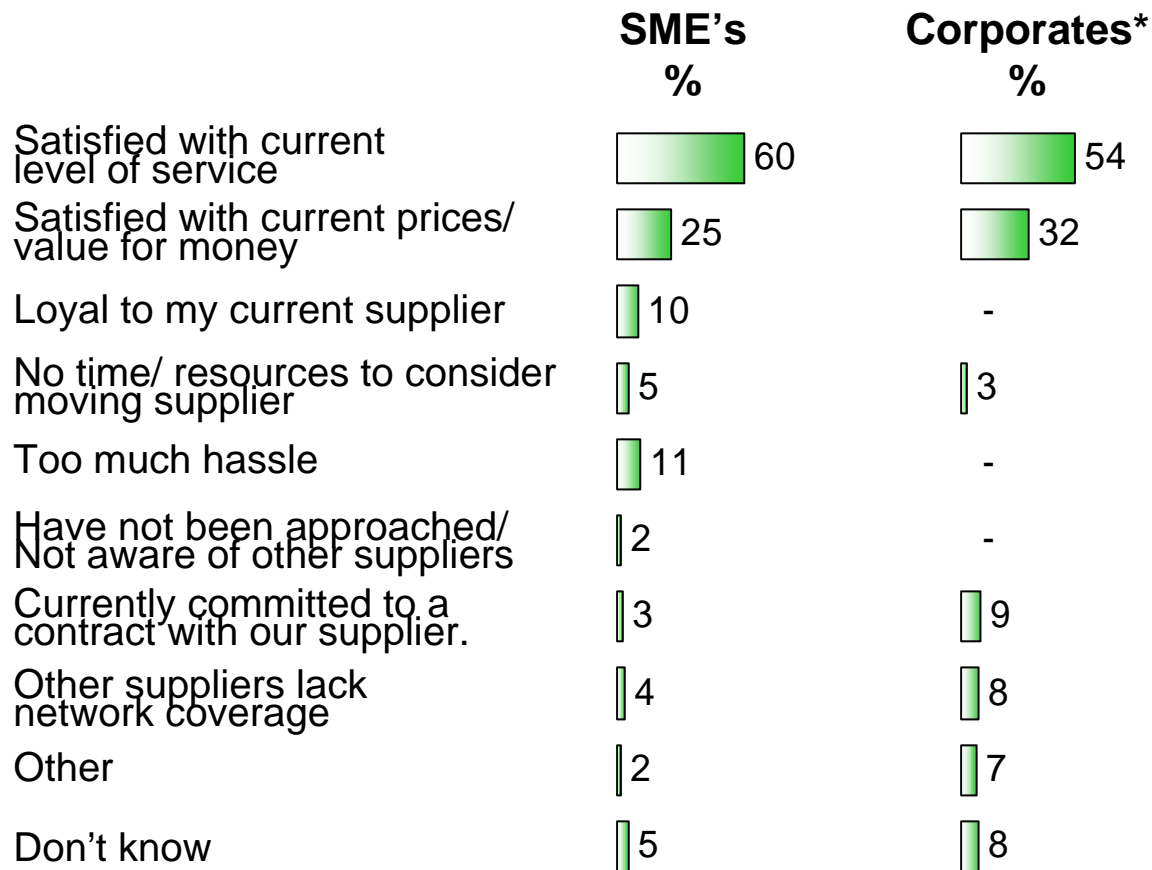 SME’s Corporates*
% %
Satisfied with current
level of service 60 54
Satisfied with current prices/
value for money 25 32
Loyal to my current supplier 10 -
No time/ resources to consider
moving supplier 5 3
Too much hassle 11 -
Have not been approached/
Not aware of other suppliers 2 -
Currently committed to a
contract with our supplier. 3 9
Other suppliers lack
network coverage 4 8
Other 2 7
Don’t know 5 8